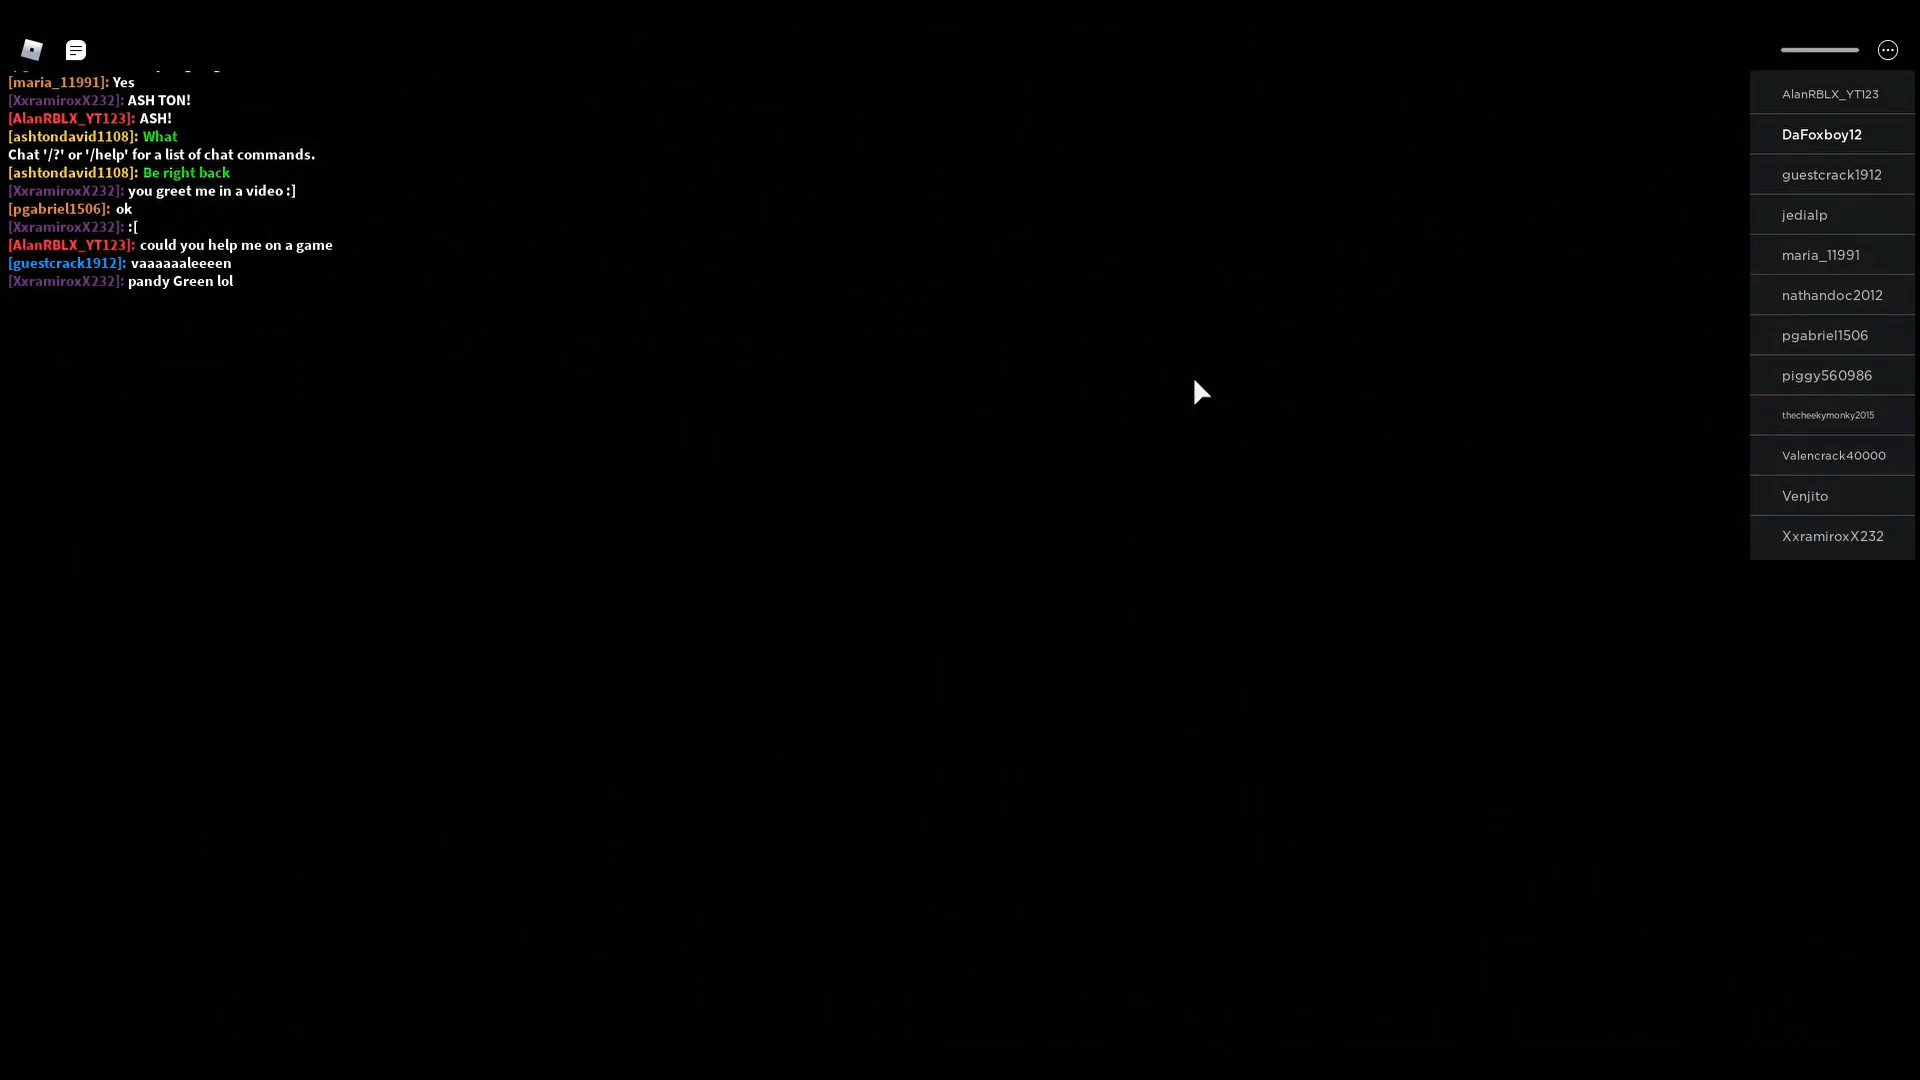 [maria_11991]: Yes
[XxramiroxX232]: ASH TON!
[AlanRBLX_YT123]: ASH!
[ashtondavid1108]: What
Chat '/?' or '/help' for a list of chat commands.
[ashtondavid1108]: Be right back
[XxramiroxX232]: you greet me in a video :]
[pgabriel1506]: ok
[XxramiroxX232]: :[
[AlanRBLX_YT123]: could you help me on a game
[guestcrack1912]: vaaaaaaleeeen
[XxramiroxX232]: pandy Green lol
AlanRBLX_YT123
DaFoxboy12
guestcrack1912
jedialp
maria_11991
nathandoc2012
pgabriel1506
piggy560986
thecheekymonky2015
Valencrack40000
Venjito
XxramiroxX232